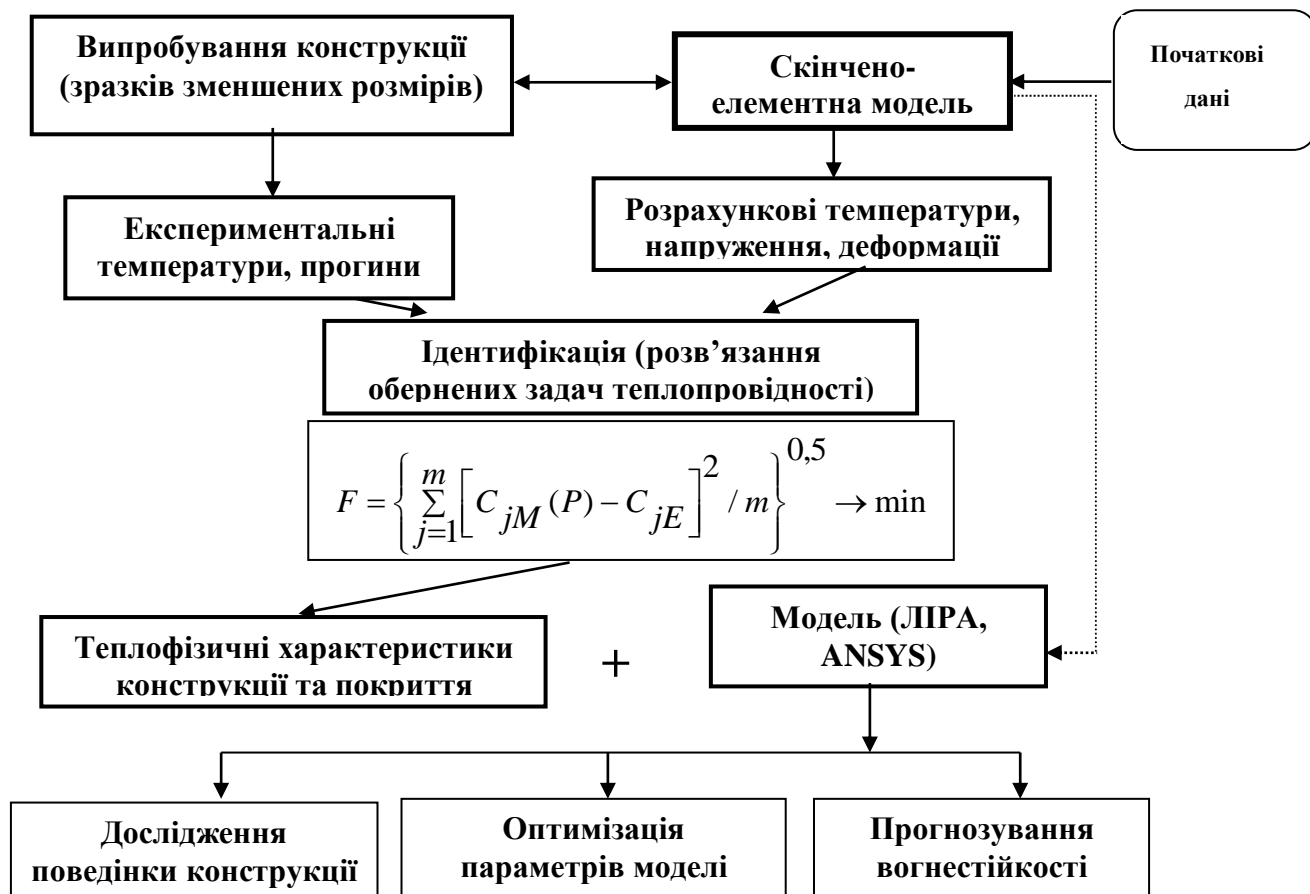 Випробування конструкції
(зразків зменшених розмірів)
Скінчено-
елементна модель
Початкові
дані
Експериментальні
температури, прогини
Розрахункові температури,
напруження, деформації
Ідентифікація (розв’язання
обернених задач теплопровідності)
F = { ∑_{j=1}^{m} [ C_{jM}(P) − C_{jE} ]^2 / m }^{0,5} → min
Теплофізичні характеристики
конструкції та покриття
+
Модель (ЛІРА,
ANSYS)
Дослідження
поведінки конструкції
Оптимізація
параметрів моделі
Прогнозування
вогнестійкості